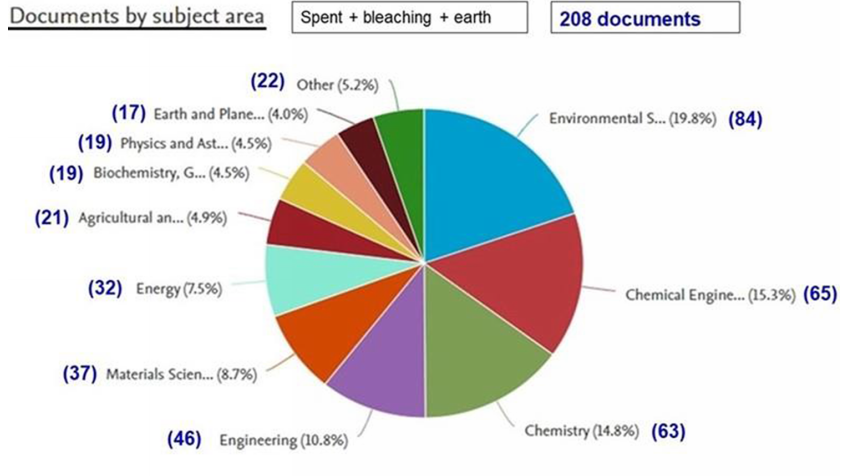 Documents by subject area
Spent + bleaching + earth
208 documents
(22) Other (5.2%)
(17) Earth and Plane... (4.0%)
(19) Physics and Ast... (4.5%)
(19) Biochemistry, G... (4.5%)
(21) Agricultural an... (4.9%)
(32) Energy (7.5%)
(37) Materials Scien... (8.7%)
(46) Engineering (10.8%)
Environmental S... (19.8%) (84)
Chemical Engine... (15.3%) (65)
Chemistry (14.8%) (63)